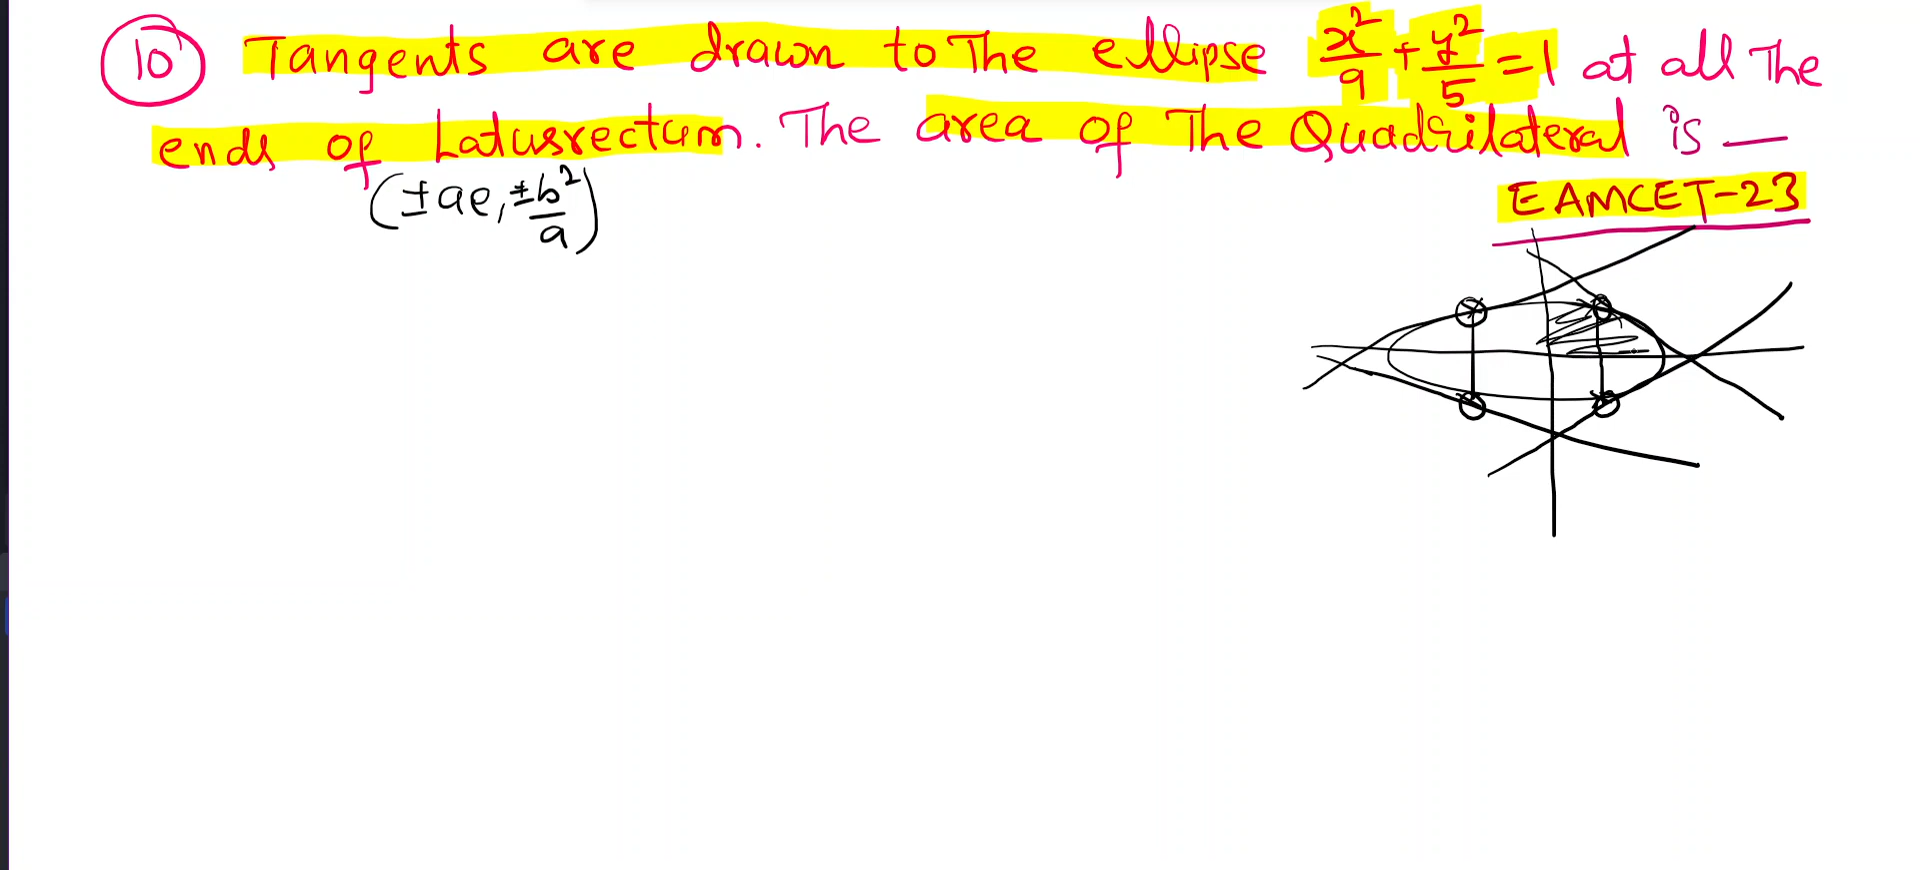 10 Tangents are drawn to The ellipse x²/9 + y²/5 = 1 at all The
ends of Latusrectum. The area of The Quadrilateral is —
(±ae, ±b²/a)
EAMCET-23